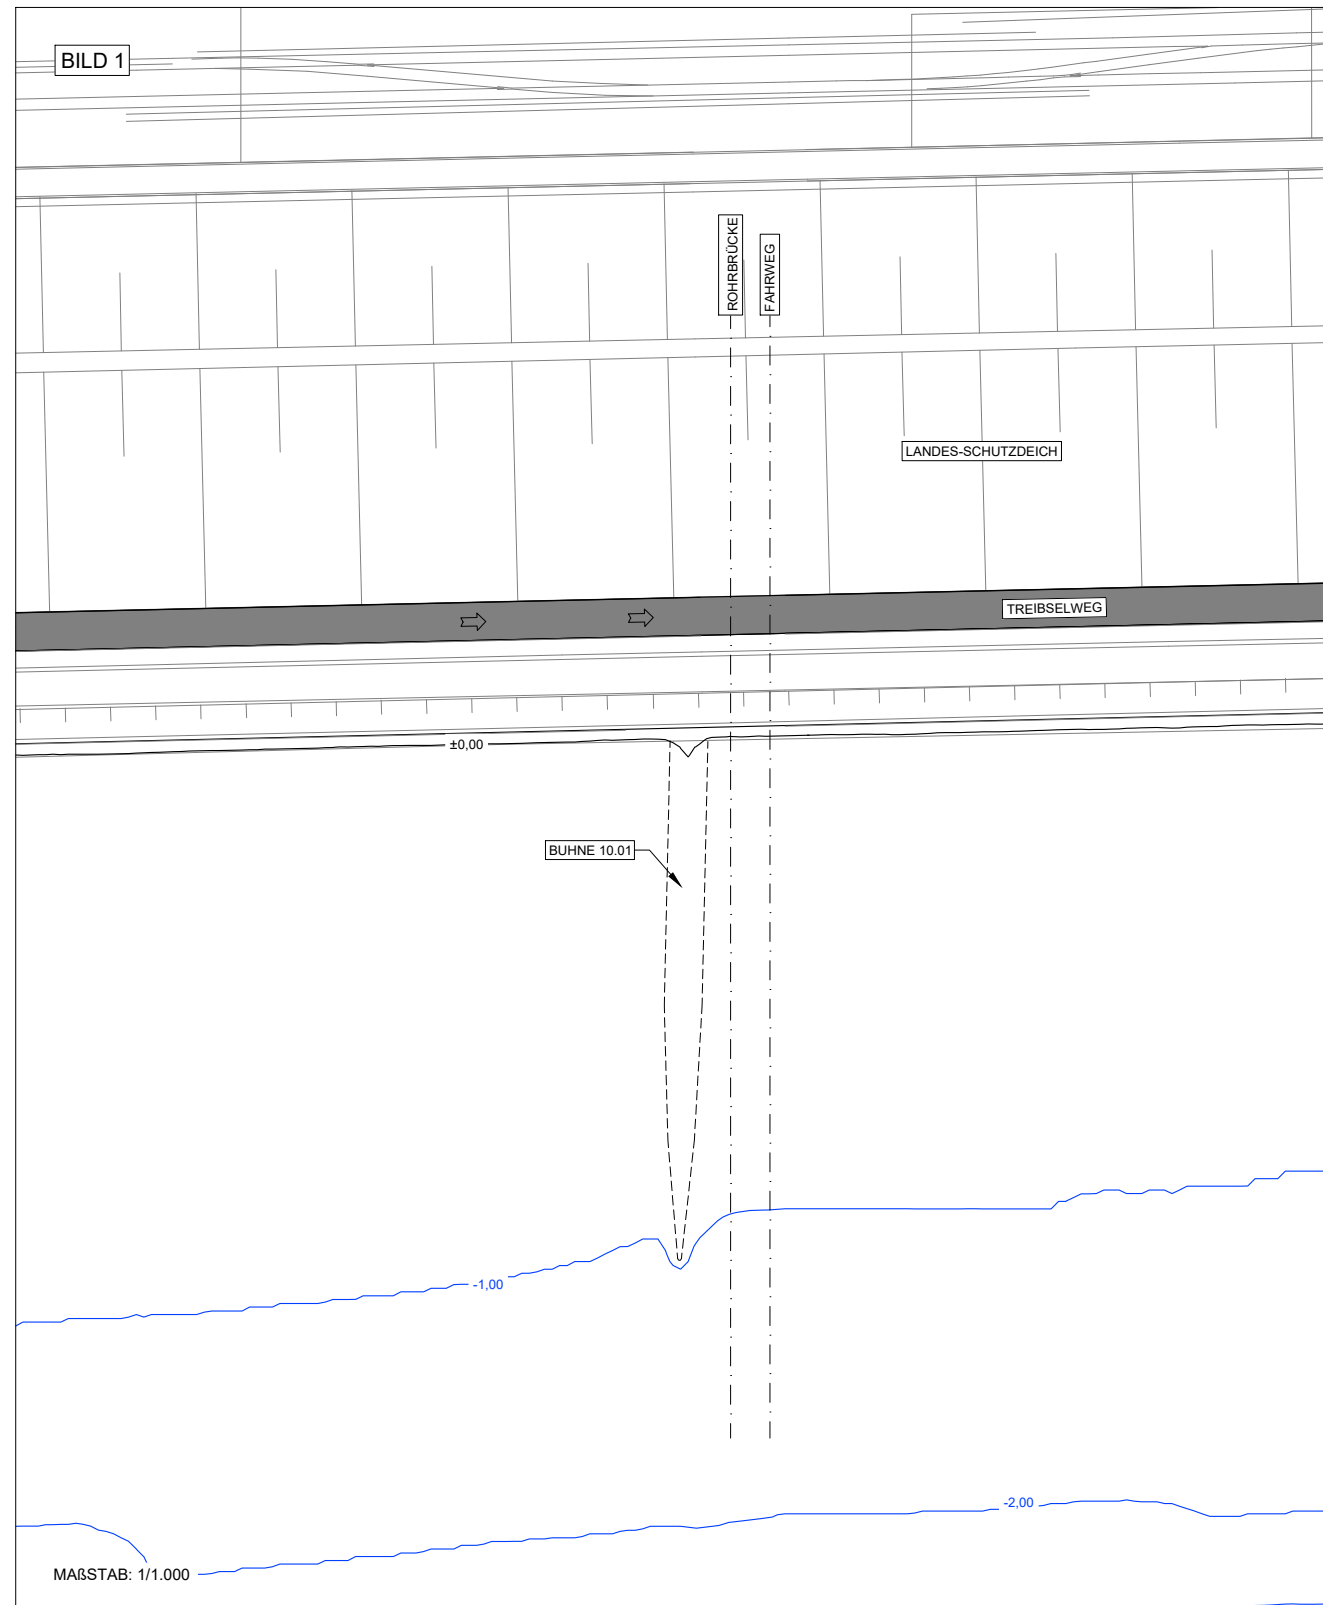 BILD 1
ROHRBRÜCKE
FAHRWEG
LANDES-SCHUTZDEICH
TREIBSELWEG
±0,00
BUHNE 10.01
-1,00
-2,00
MAßSTAB: 1/1.000